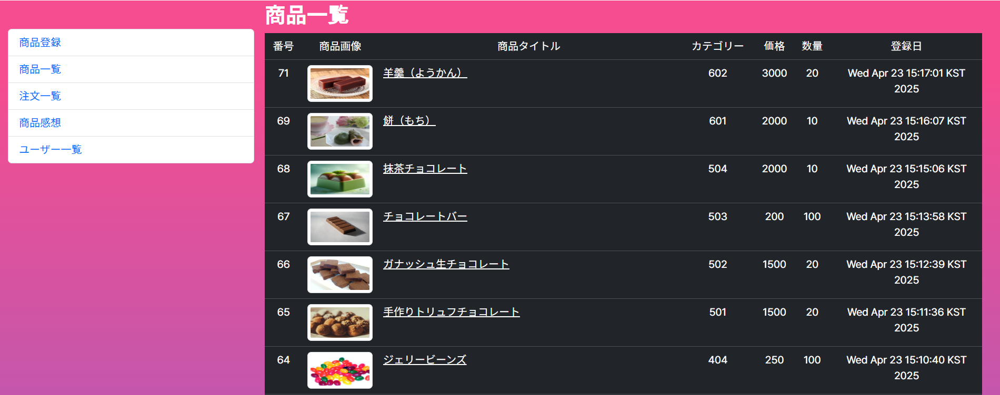 商品一覧
商品登録
商品一覧
注文一覧
商品感想
ユーザー一覧
番号 商品画像 商品タイトル カテゴリー 価格 数量 登録日
71 羊羹（ようかん） 602 3000 20 Wed Apr 23 15:17:01 KST
2025
69 餅（もち） 601 2000 10 Wed Apr 23 15:16:07 KST
2025
68 抹茶チョコレート 504 2000 10 Wed Apr 23 15:15:06 KST
2025
67 チョコレートバー 503 200 100 Wed Apr 23 15:13:58 KST
2025
66 ガナッシュ生チョコレート 502 1500 20 Wed Apr 23 15:12:39 KST
2025
65 手作りトリュフチョコレート 501 1500 20 Wed Apr 23 15:11:36 KST
2025
64 ジェリービーンズ 404 250 100 Wed Apr 23 15:10:40 KST
2025